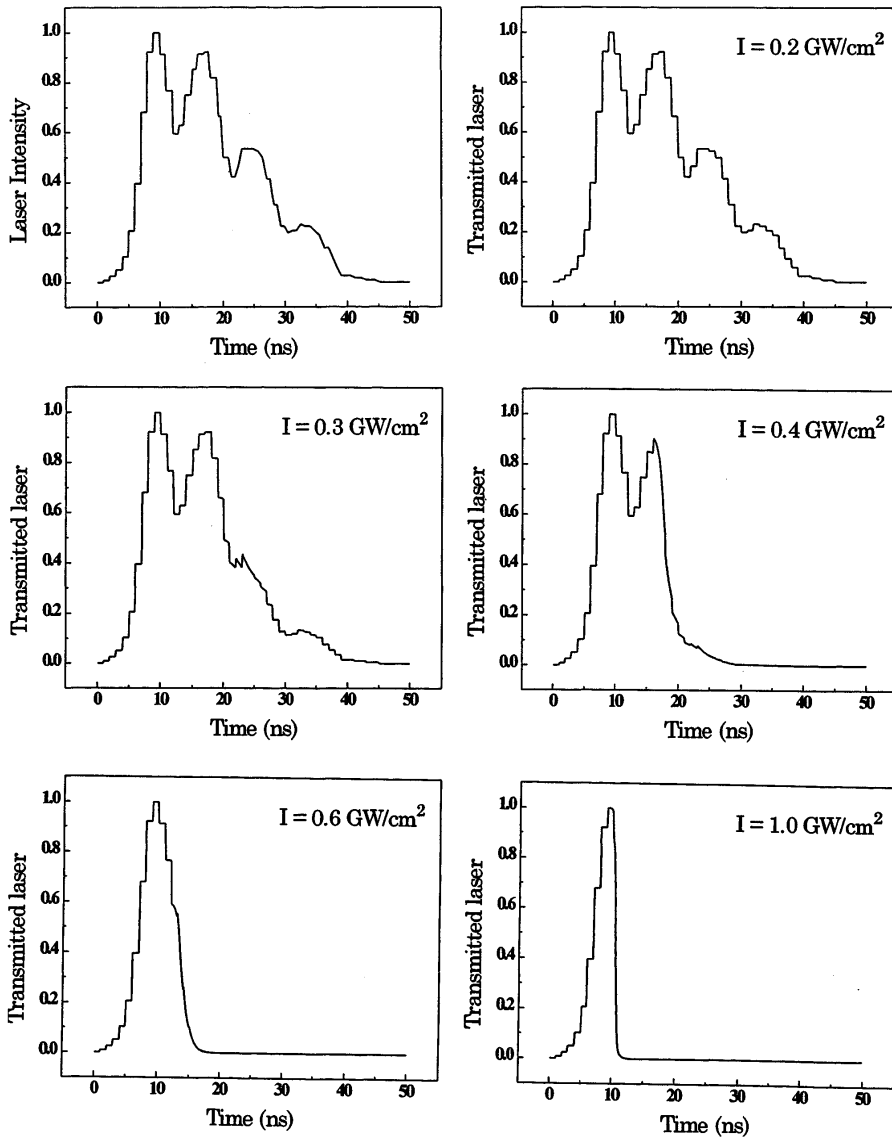 Laser Intensity
1.0
0.8
0.6
0.4
0.2
0.0
0 10 20 30 40 50
Time (ns)
Transmitted laser
I = 0.2 GW/cm²
1.0
0.8
0.6
0.4
0.2
0.0
0 10 20 30 40 50
Time (ns)
Transmitted laser
I = 0.3 GW/cm²
1.0
0.8
0.6
0.4
0.2
0.0
0 10 20 30 40 50
Time (ns)
Transmitted laser
I = 0.4 GW/cm²
1.0
0.8
0.6
0.4
0.2
0.0
0 10 20 30 40 50
Time (ns)
Transmitted laser
I = 0.6 GW/cm²
1.0
0.8
0.6
0.4
0.2
0.0
0 10 20 30 40 50
Time (ns)
Transmitted laser
I = 1.0 GW/cm²
1.0
0.8
0.6
0.4
0.2
0.0
0 10 20 30 40 50
Time (ns)